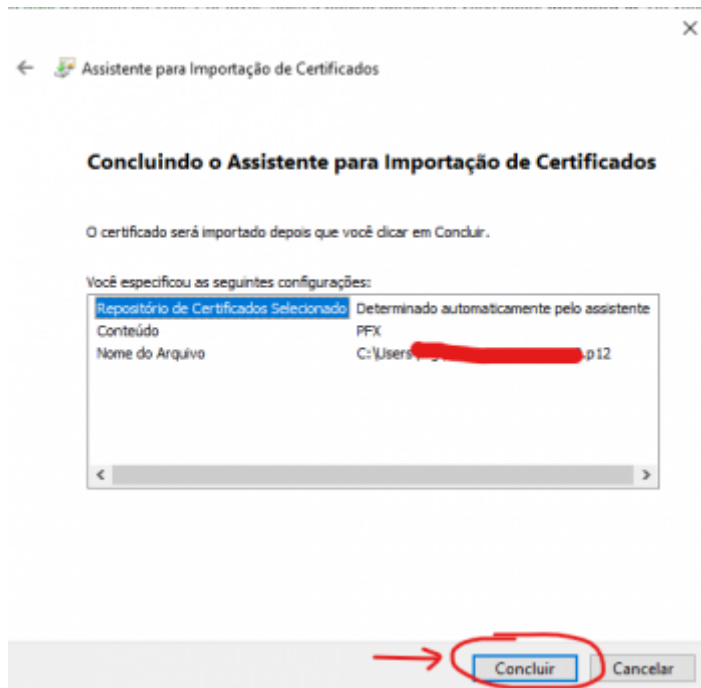 Assistente para Importação de Certificados
Concluindo o Assistente para Importação de Certificados
O certificado será importado depois que você clicar em Concluir.
Você especificou as seguintes configurações:
Repositório de Certificados Selecionado Determinado automaticamente pelo assistente
Conteúdo PFX
Nome do Arquivo C:\Users .p12
Concluir Cancelar